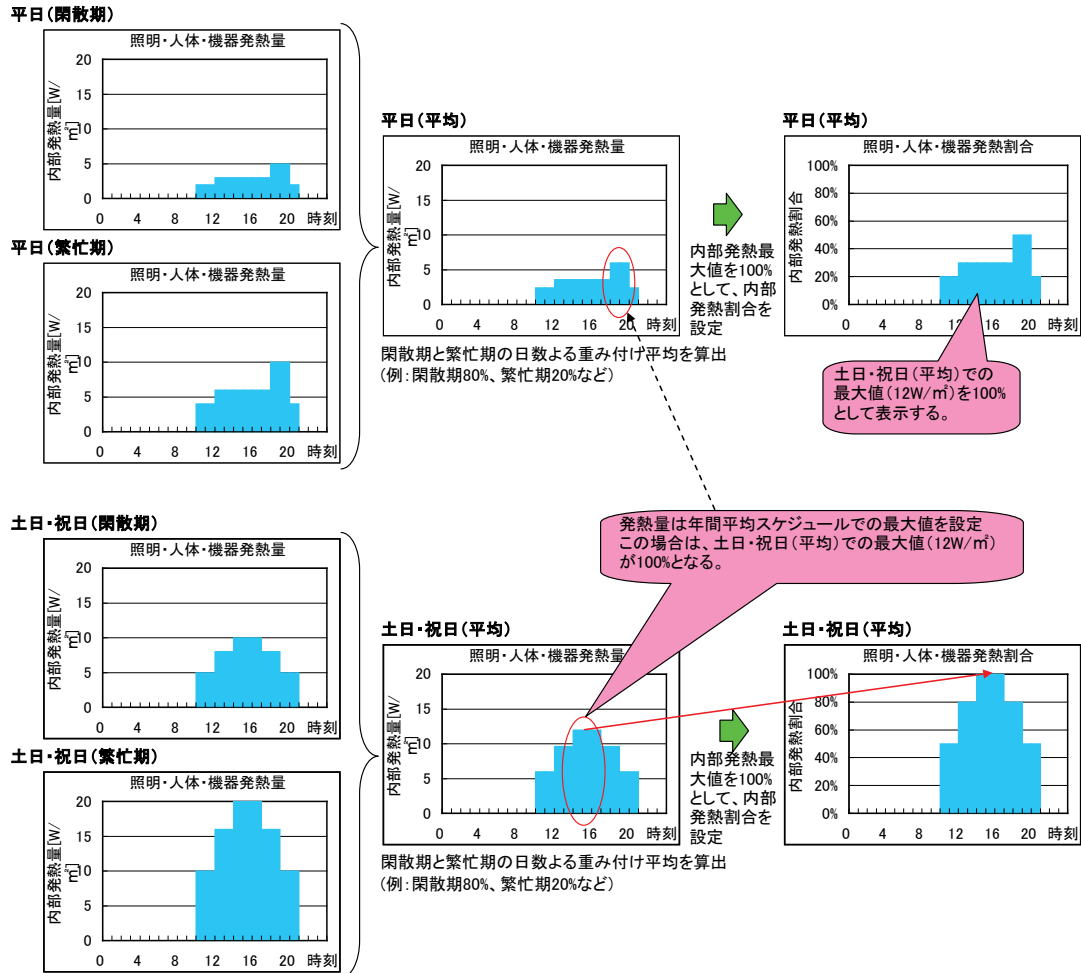 平日(閑散期)
照明・人体・機器発熱量
内部発熱量[W/
㎡]
20
15
10
5
0
0 4 8 12 16 20 時刻
平日(繁忙期)
照明・人体・機器発熱量
内部発熱量[W/
㎡]
20
15
10
5
0
0 4 8 12 16 20 時刻
平日(平均)
照明・人体・機器発熱量
内部発熱量[W/
㎡]
20
15
10
5
0
0 4 8 12 16 20 時刻
閑散期と繁忙期の日数よる重み付け平均を算出
(例:閑散期80%、繁忙期20%など)
内部発熱最
大値を100%
として、内部
発熱割合を
設定
平日(平均)
照明・人体・機器発熱割合
内部発熱割合
100%
80%
60%
40%
20%
0%
0 4 8 12 16 20 時刻
土日・祝日(平均)での
最大値(12W/㎡)を100%
として表示する。
土日・祝日(閑散期)
照明・人体・機器発熱量
内部発熱量[W/
㎡]
20
15
10
5
0
0 4 8 12 16 20 時刻
土日・祝日(繁忙期)
照明・人体・機器発熱量
内部発熱量[W/
㎡]
20
15
10
5
0
0 4 8 12 16 20 時刻
発熱量は年間平均スケジュールでの最大値を設定
この場合は、土日・祝日(平均)での最大値(12W/㎡)
が100%となる。
土日・祝日(平均)
照明・人体・機器発熱量
内部発熱量[W/
㎡]
20
15
10
5
0
0 4 8 12 16 20 時刻
閑散期と繁忙期の日数よる重み付け平均を算出
(例:閑散期80%、繁忙期20%など)
内部発熱最
大値を100%
として、内部
発熱割合を
設定
土日・祝日(平均)
照明・人体・機器発熱割合
内部発熱割合
100%
80%
60%
40%
20%
0%
0 4 8 12 16 20 時刻